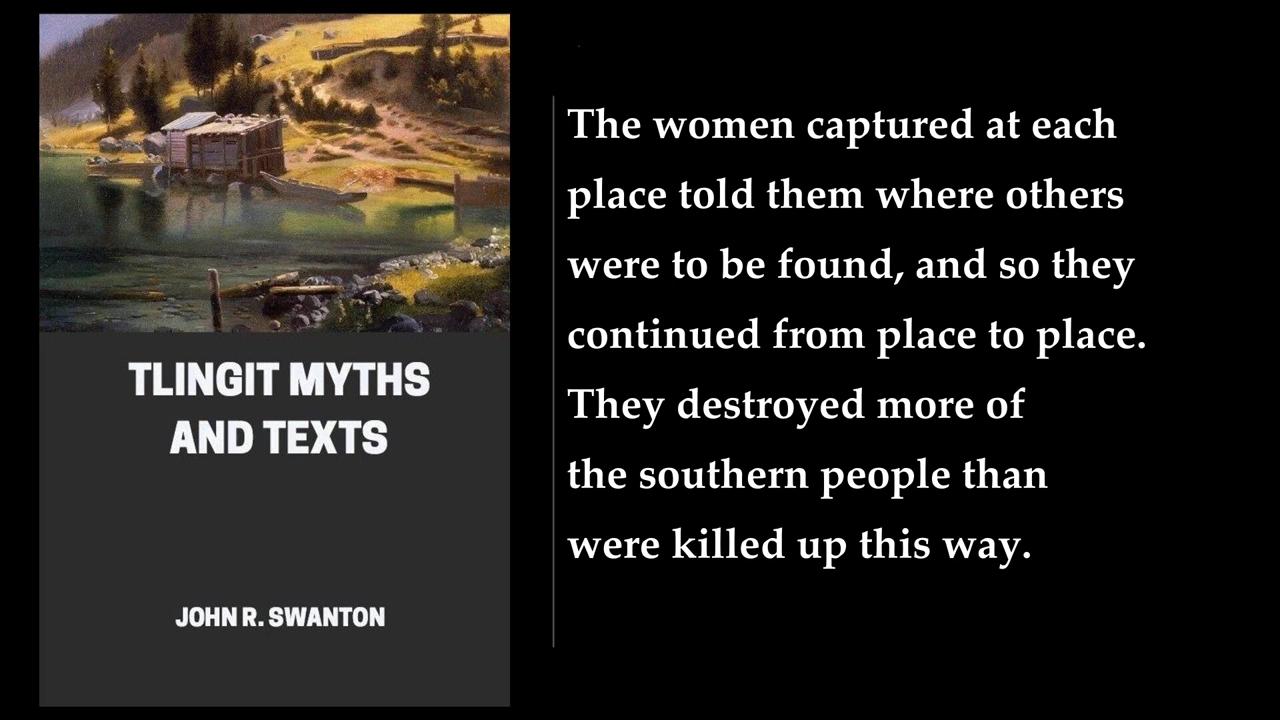 TLINGIT MYTHS
AND TEXTS
JOHN R. SWANTON
The women captured at each
place told them where others
were to be found, and so they
continued from place to place.
They destroyed more of
the southern people than
were killed up this way.